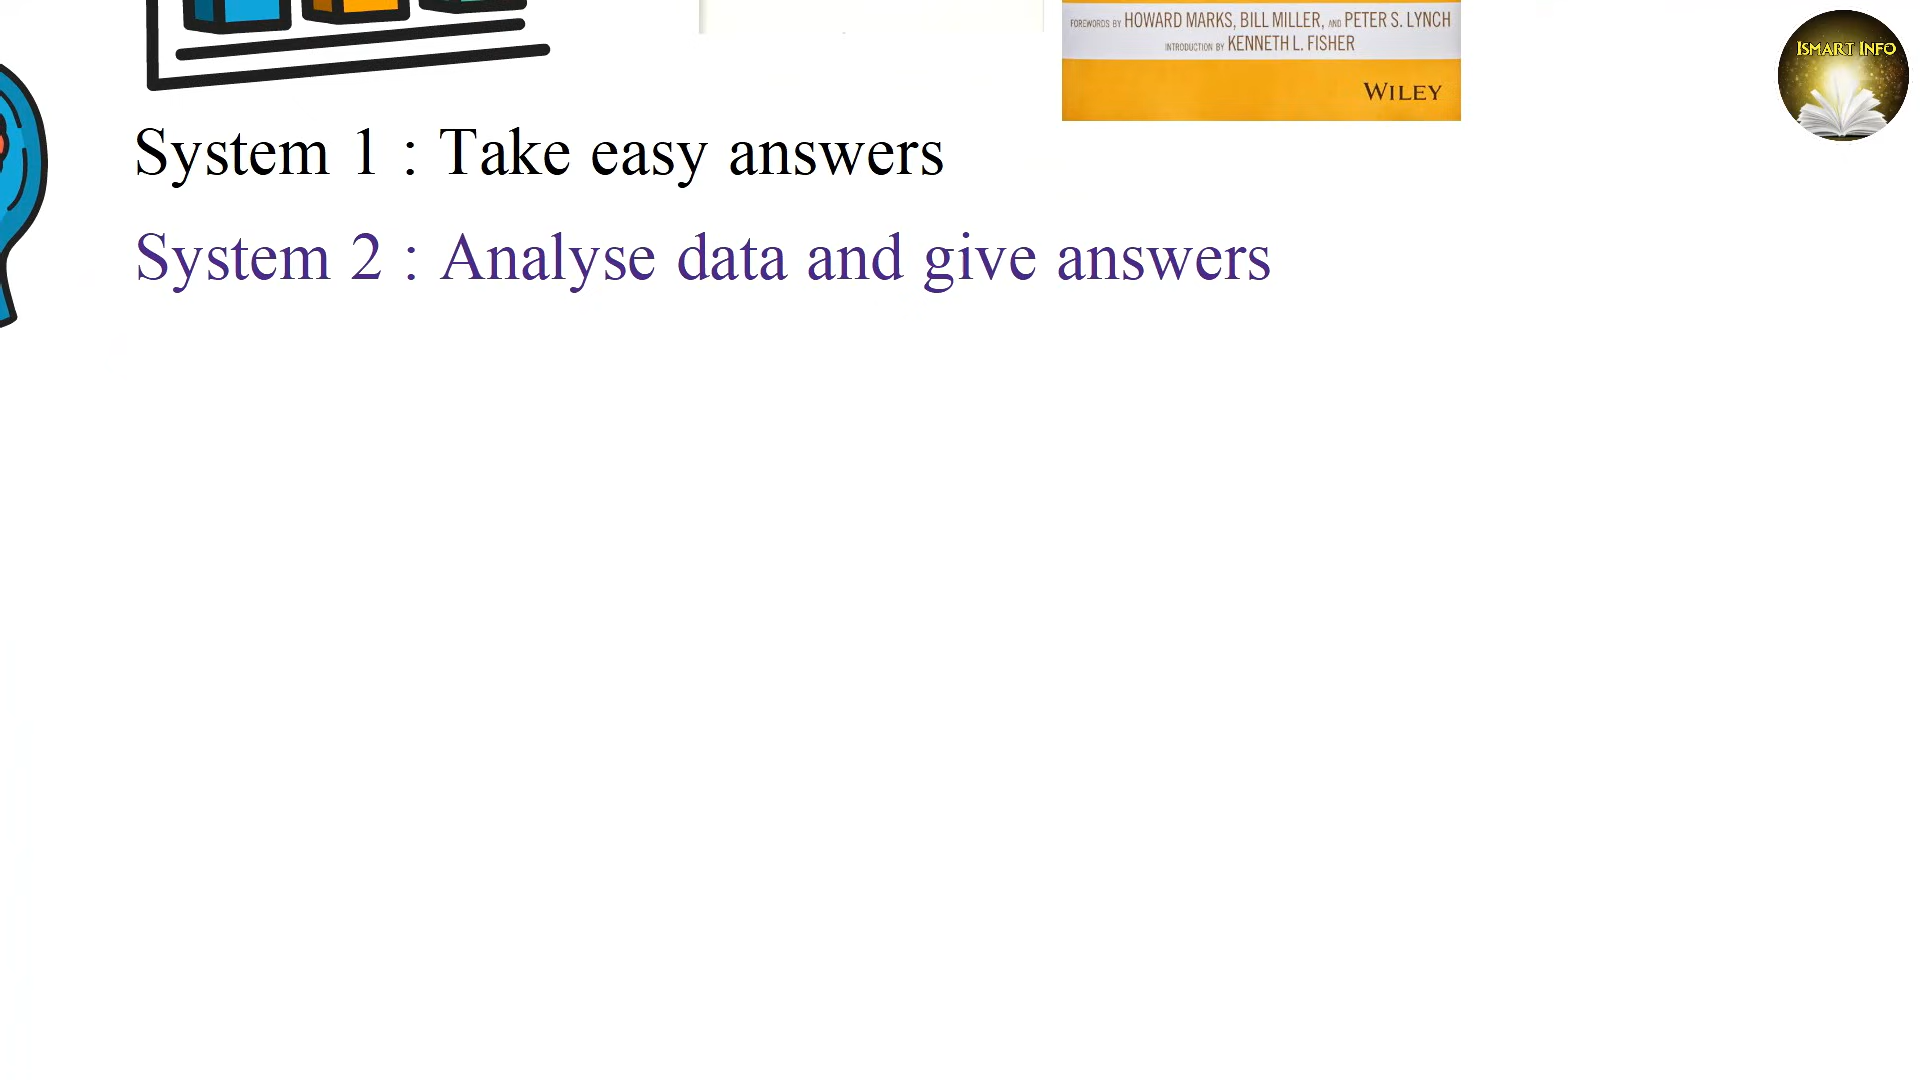 FOREWORDS BY HOWARD MARKS, BILL MILLER, AND PETER S. LYNCH
INTRODUCTION BY KENNETH L. FISHER
WILEY
ISMART INFO
System 1 : Take easy answers
System 2 : Analyse data and give answers